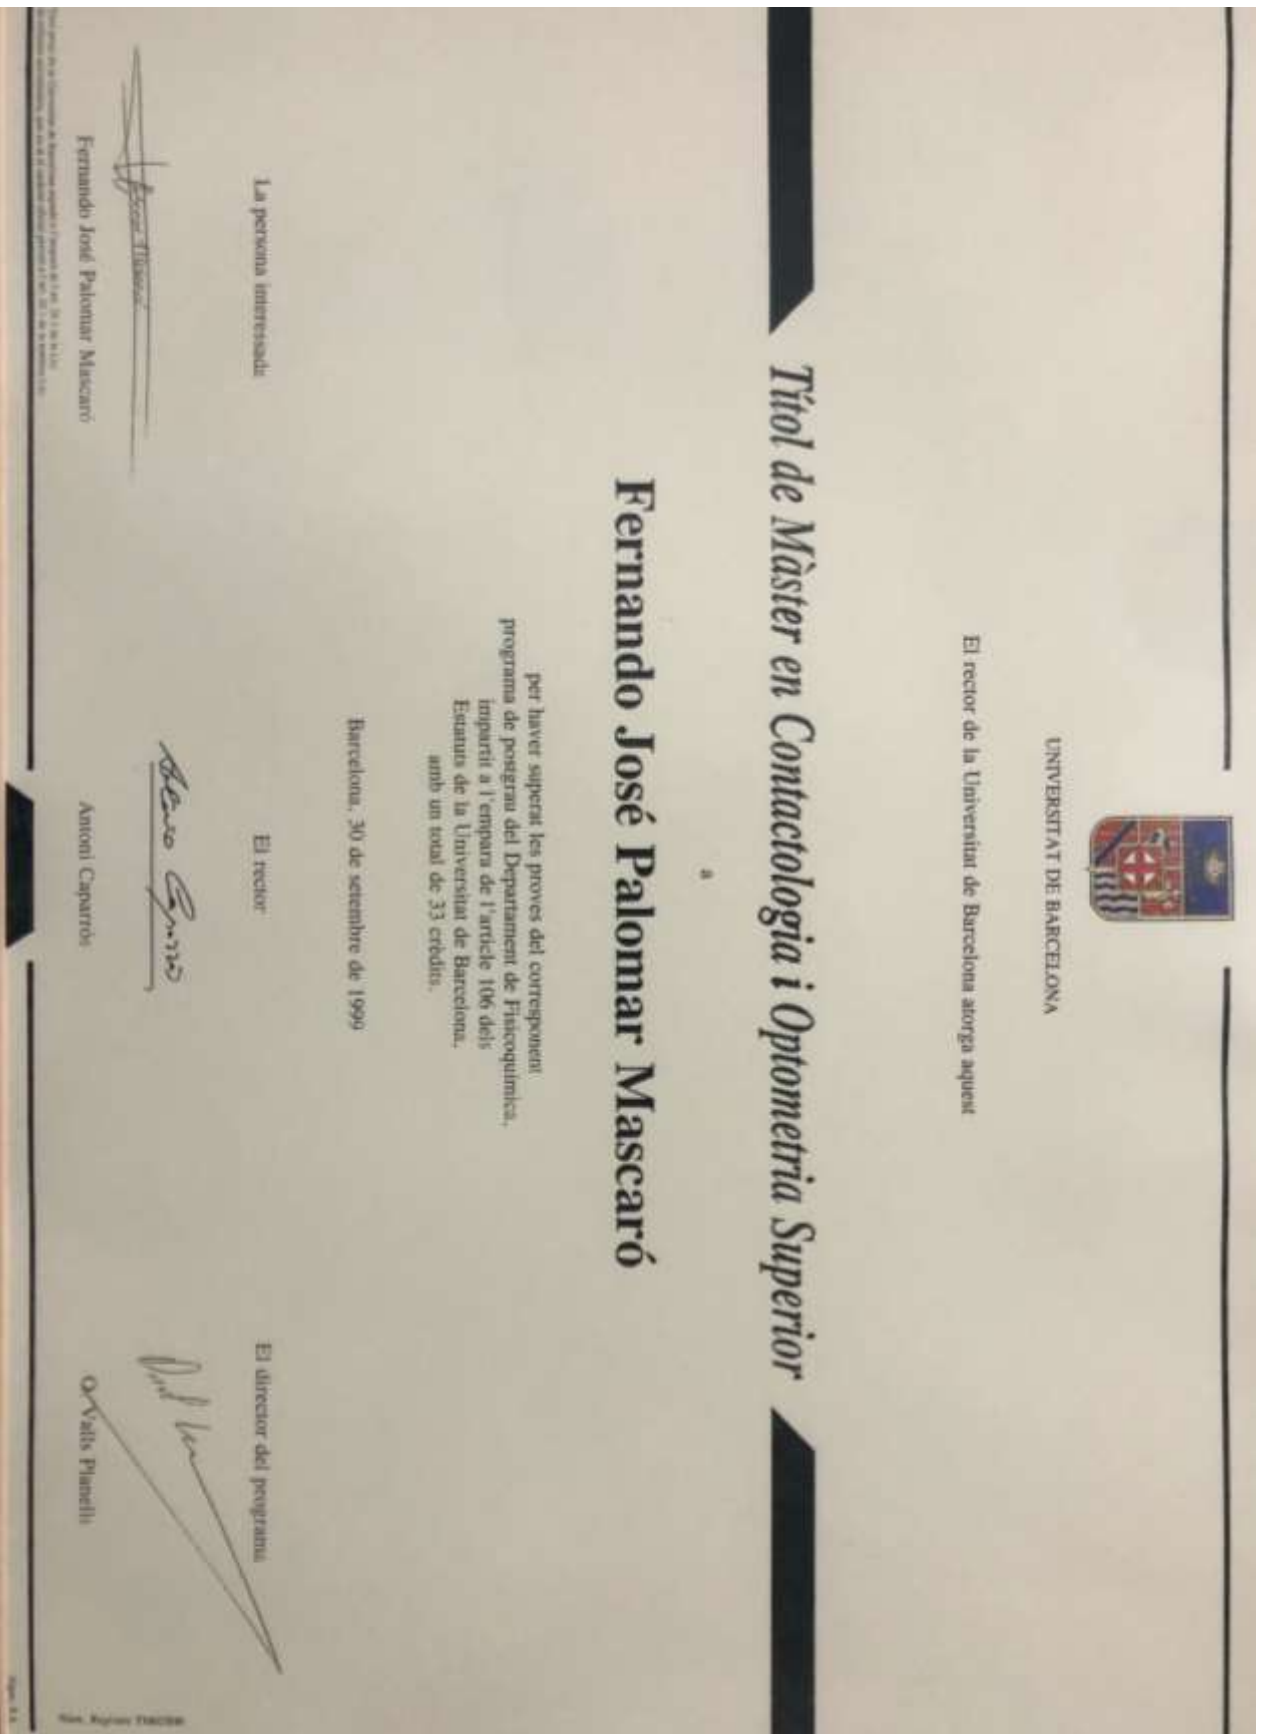 UNIVERSITAT DE BARCELONA
El rector de la Universitat de Barcelona atorga aquest
Títol de Màster en Contactologia i Optometria Superior
a
Fernando José Palomar Mascaró
per haver superat les proves del corresponent
programa de postgrau del Departament de Fisicoquímica,
impartit a l'empara de l'article 106 dels
Estatuts de la Universitat de Barcelona,
amb un total de 33 crèdits.
Barcelona, 30 de setembre de 1999
La persona interessada
El rector
El director del programa
Fernando José Palomar Mascaró
Antoni Caparrós
O. Valls Planells
Núm. Registre